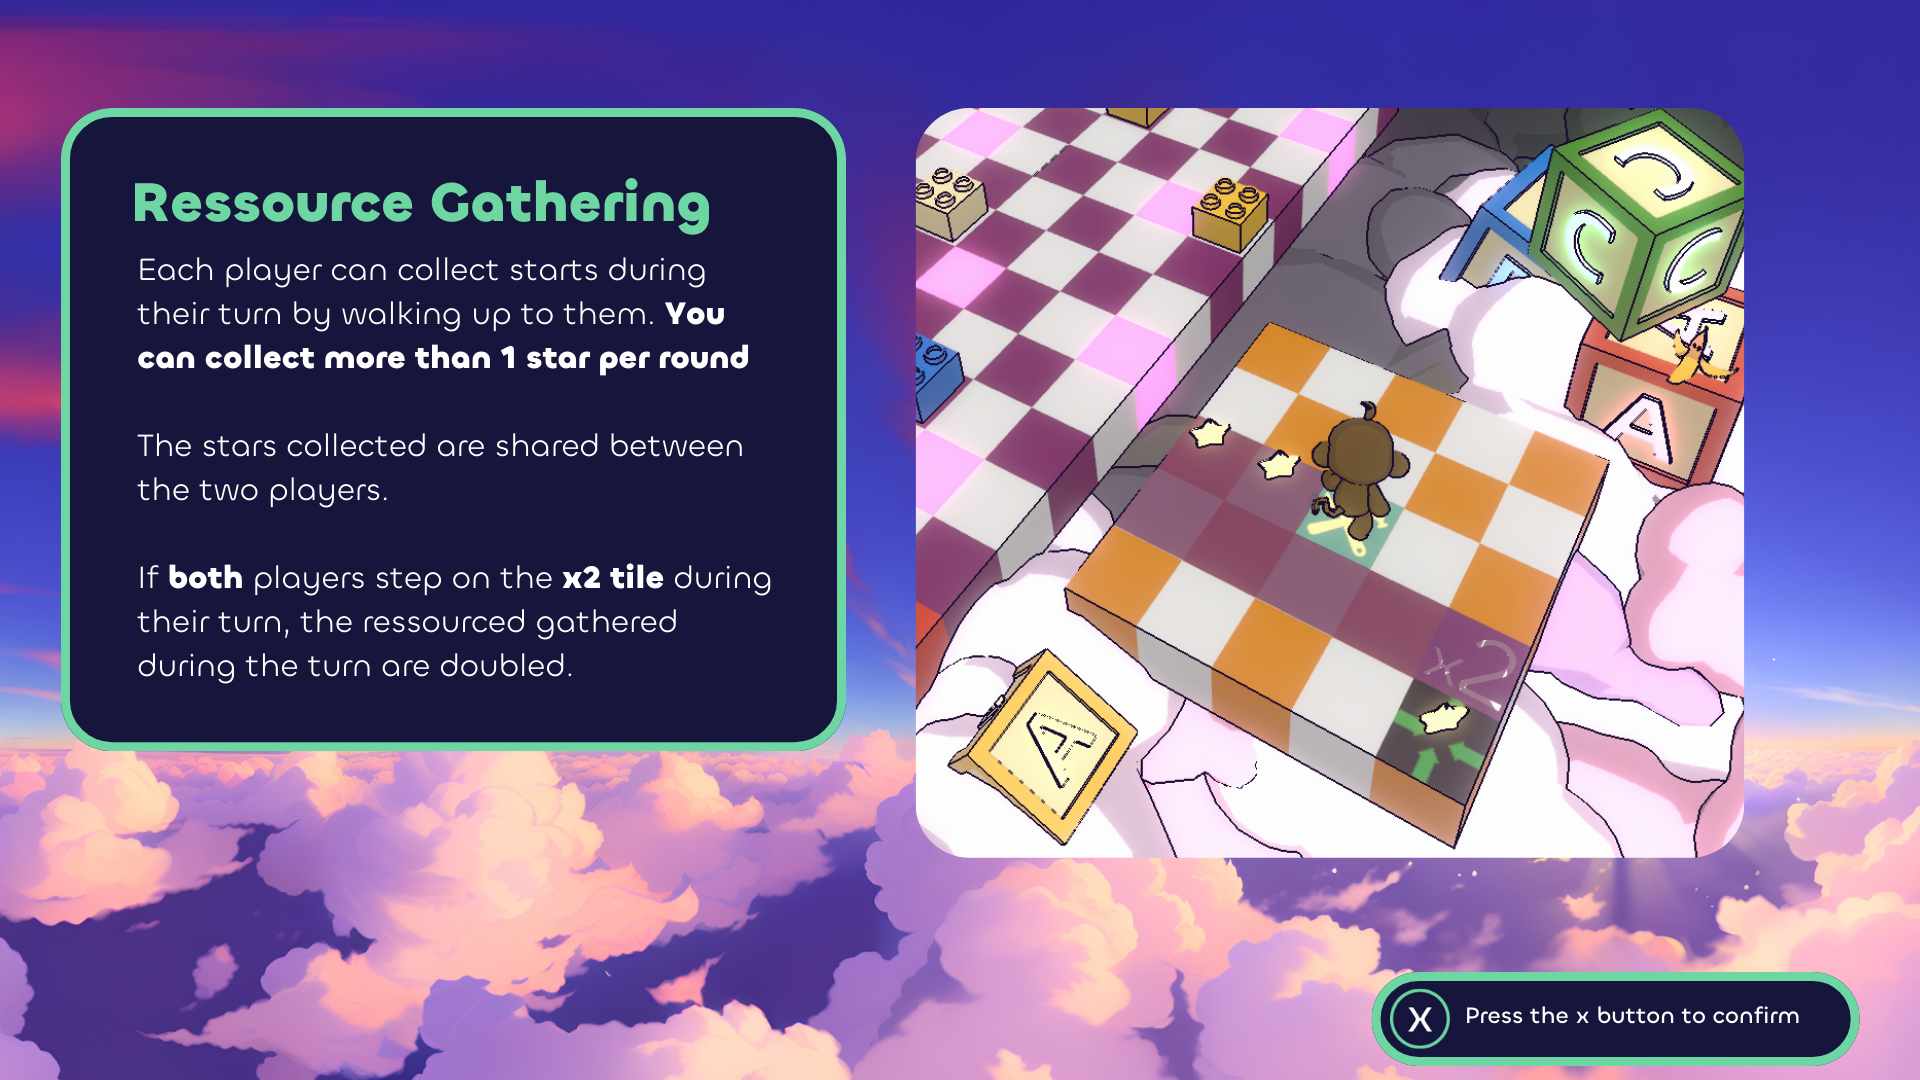 Ressource Gathering
Each player can collect starts during
their turn by walking up to them. You
can collect more than 1 star per round
The stars collected are shared between
the two players.
If both players step on the x2 tile during
their turn, the ressourced gathered
during the turn are doubled.
C
C
C
T
A
x2
A
X Press the x button to confirm